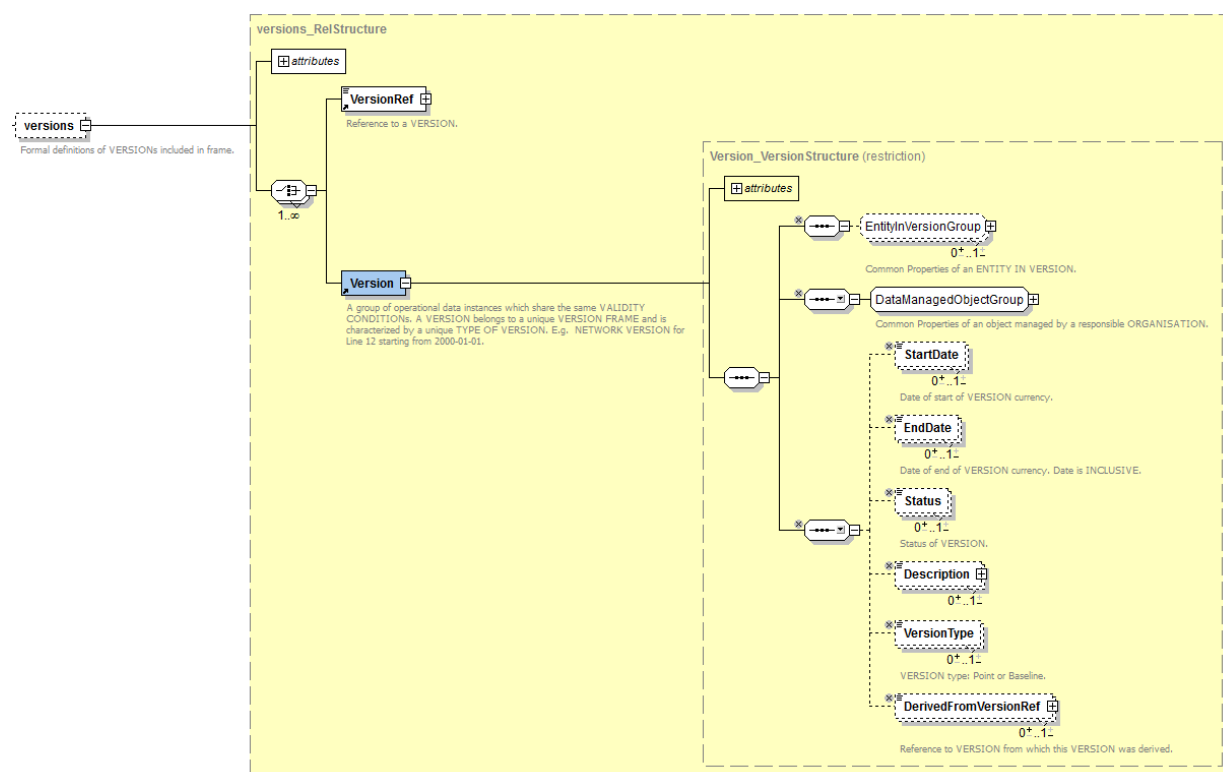 versions_RelStructure
attributes
VersionRef
Reference to a VERSION.
versions
Formal definitions of VERSIONs included in frame.
1..∞
Version_VersionStructure (restriction)
attributes
EntityInVersionGroup
0..1
Common Properties of an ENTITY IN VERSION.
Version
A group of operational data instances which share the same VALIDITY
CONDITIONs. A VERSION belongs to a unique VERSION FRAME and is
characterized by a unique TYPE OF VERSION. E.g. NETWORK VERSION for
Line 12 starting from 2000-01-01.
DataManagedObjectGroup
Common Properties of an object managed by a responsible ORGANISATION.
StartDate
0..1
Date of start of VERSION currency.
EndDate
0..1
Date of end of VERSION currency. Date is INCLUSIVE.
Status
0..1
Status of VERSION.
Description
0..1
VersionType
0..1
VERSION type: Point or Baseline.
DerivedFromVersionRef
0..1
Reference to VERSION from which this VERSION was derived.